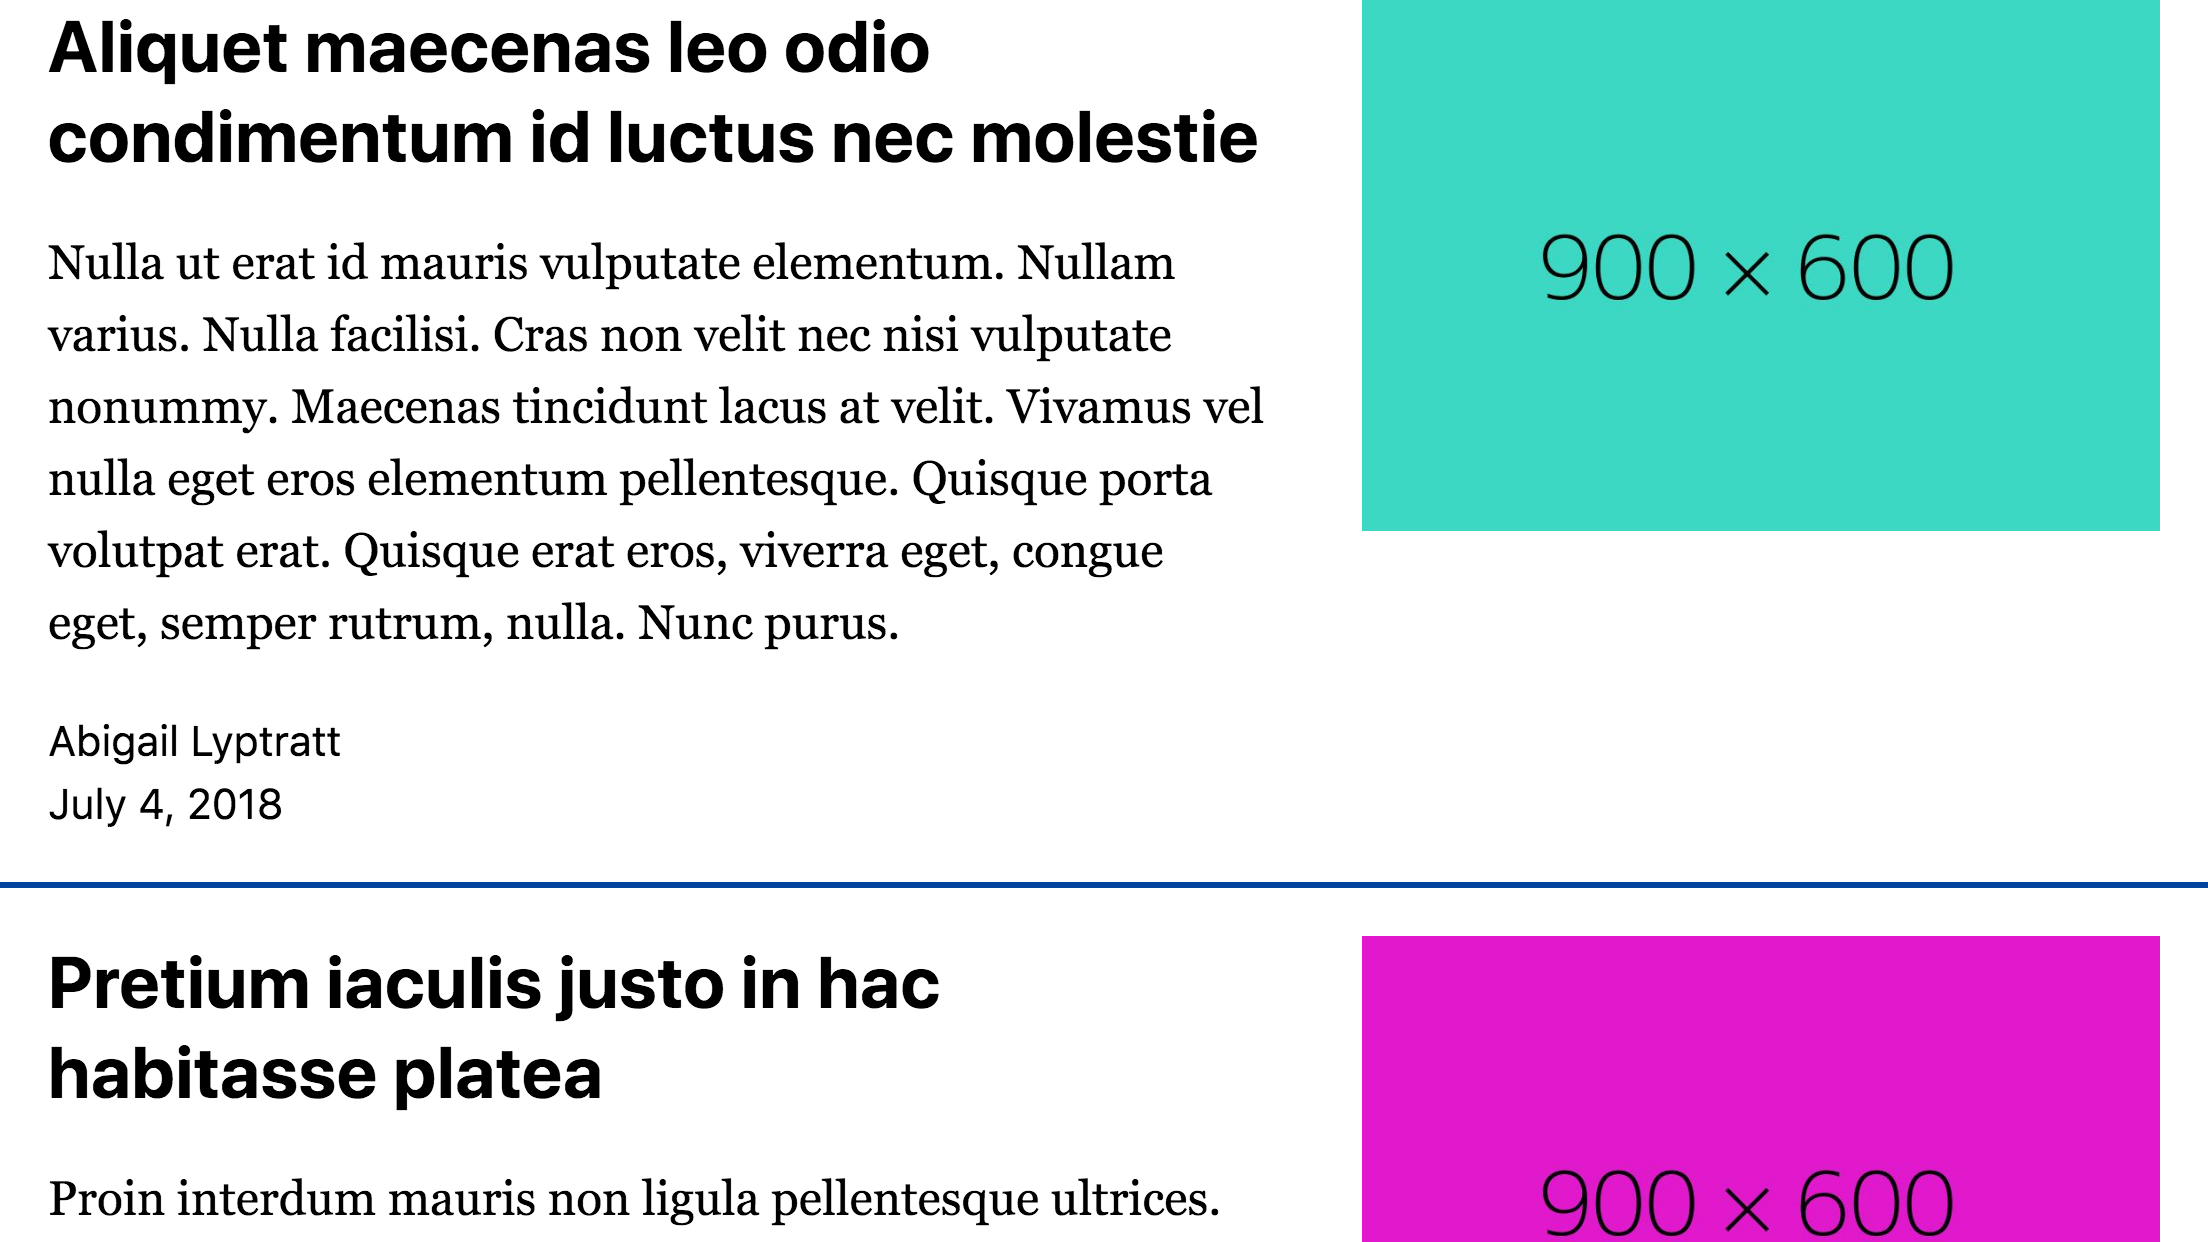 Aliquet maecenas leo odio
condimentum id luctus nec molestie
Nulla ut erat id mauris vulputate elementum. Nullam
varius. Nulla facilisi. Cras non velit nec nisi vulputate
nonummy. Maecenas tincidunt lacus at velit. Vivamus vel
nulla eget eros elementum pellentesque. Quisque porta
volutpat erat. Quisque erat eros, viverra eget, congue
eget, semper rutrum, nulla. Nunc purus.
Abigail Lyptratt
July 4, 2018
900 × 600
Pretium iaculis justo in hac
habitasse platea
Proin interdum mauris non ligula pellentesque ultrices.
900 × 600